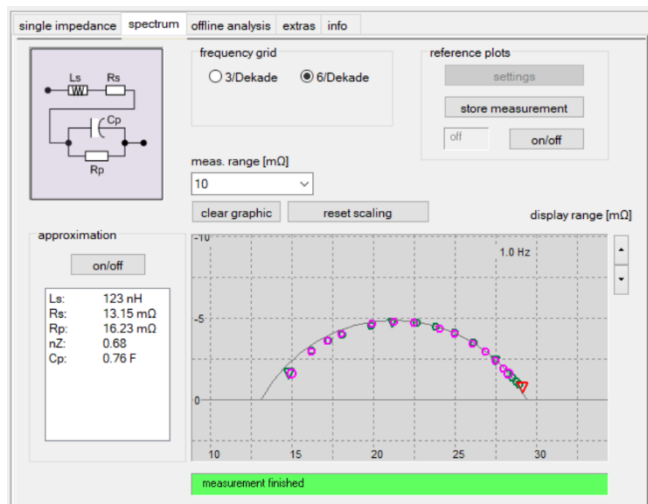 single impedance spectrum offline analysis extras info
Ls Rs
Cp
Rp
frequency grid
3/Dekade 6/Dekade
reference plots
settings
store measurement
off on/off
meas. range [mΩ]
10
clear graphic reset scaling
display range [mΩ]
approximation
on/off
Ls: 123 nH
Rs: 13.15 mΩ
Rp: 16.23 mΩ
nZ: 0.68
Cp: 0.76 F
-10
1.0 Hz
-5
0
10 15 20 25 30
measurement finished